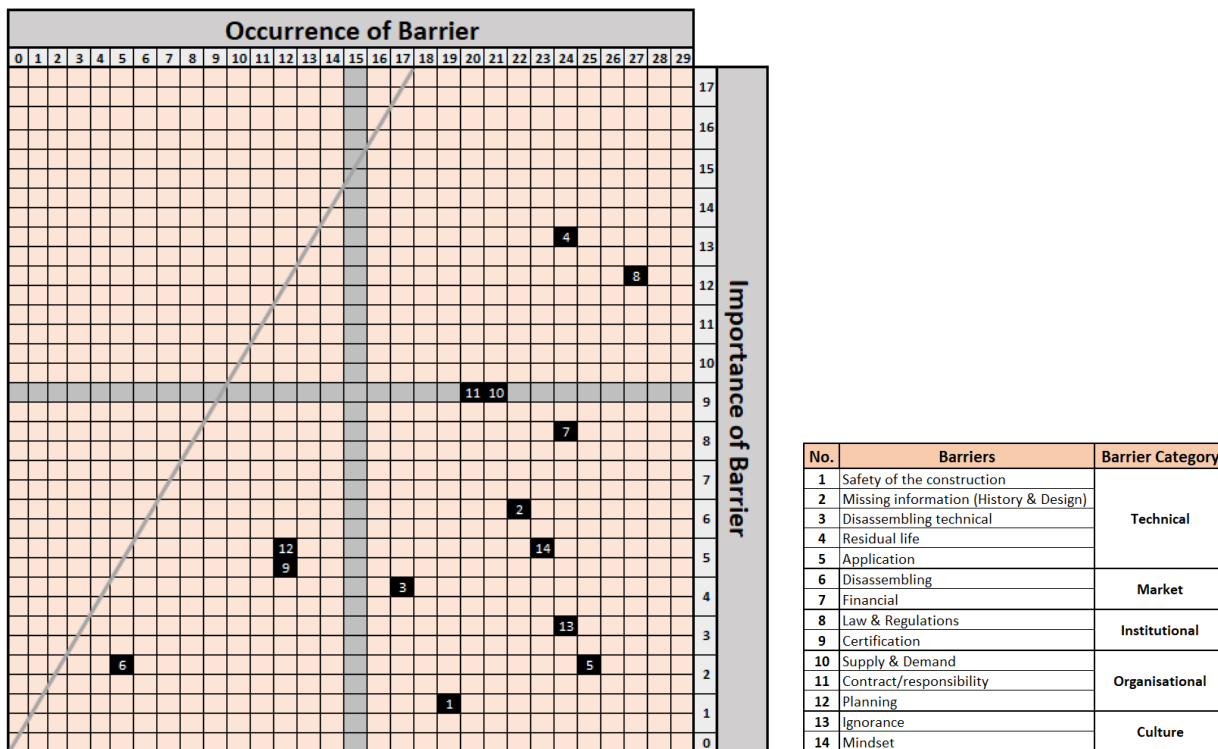 Occurrence of Barrier
0 1 2 3 4 5 6 7 8 9 10 11 12 13 14 15 16 17 18 19 20 21 22 23 24 25 26 27 28 29
17
16
15
14
4
13
8
12
11
10
11 10
9
7
8
7
2
6
12 14
5
9
3
4
13
3
6 5
2
1
1
0
Importance of Barrier
No. Barriers Barrier Category
1 Safety of the construction
2 Missing information (History & Design)
3 Disassembling technical Technical
4 Residual life
5 Application
6 Disassembling Market
7 Financial
8 Law & Regulations Institutional
9 Certification
10 Supply & Demand
11 Contract/responsibility Organisational
12 Planning
13 Ignorance Culture
14 Mindset